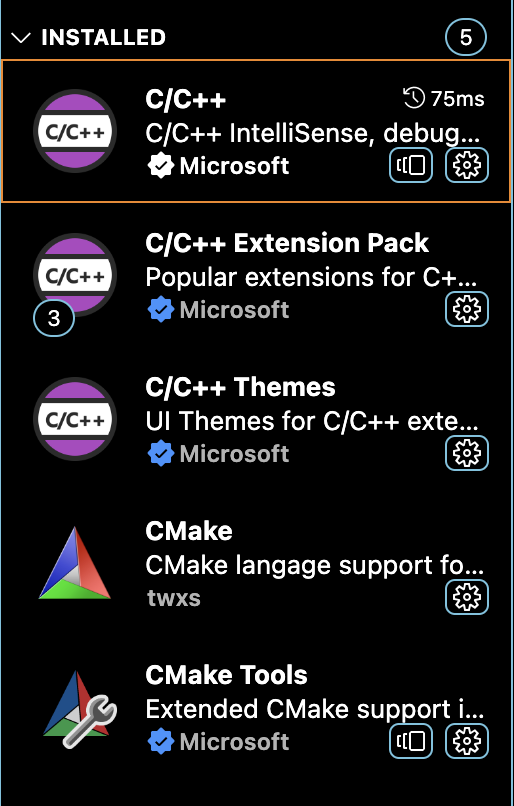 INSTALLED 5
C/C++ 75ms
C/C++
C/C++ IntelliSense, debug...
Microsoft
C/C++ Extension Pack
C/C++
Popular extensions for C+...
3
Microsoft
C/C++ Themes
C/C++
UI Themes for C/C++ exte...
Microsoft
CMake
CMake langage support fo...
twxs
CMake Tools
Extended CMake support i...
Microsoft